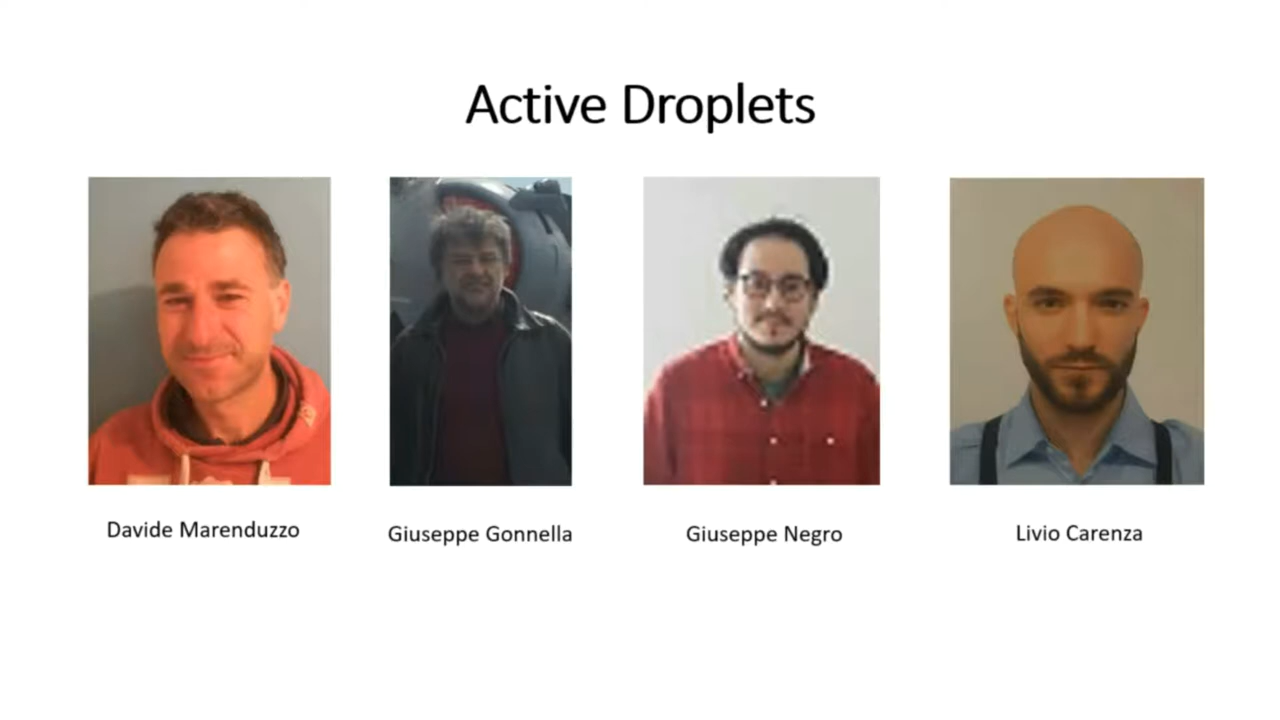 Active Droplets
Davide Marenduzzo
Giuseppe Gonnella
Giuseppe Negro
Livio Carenza